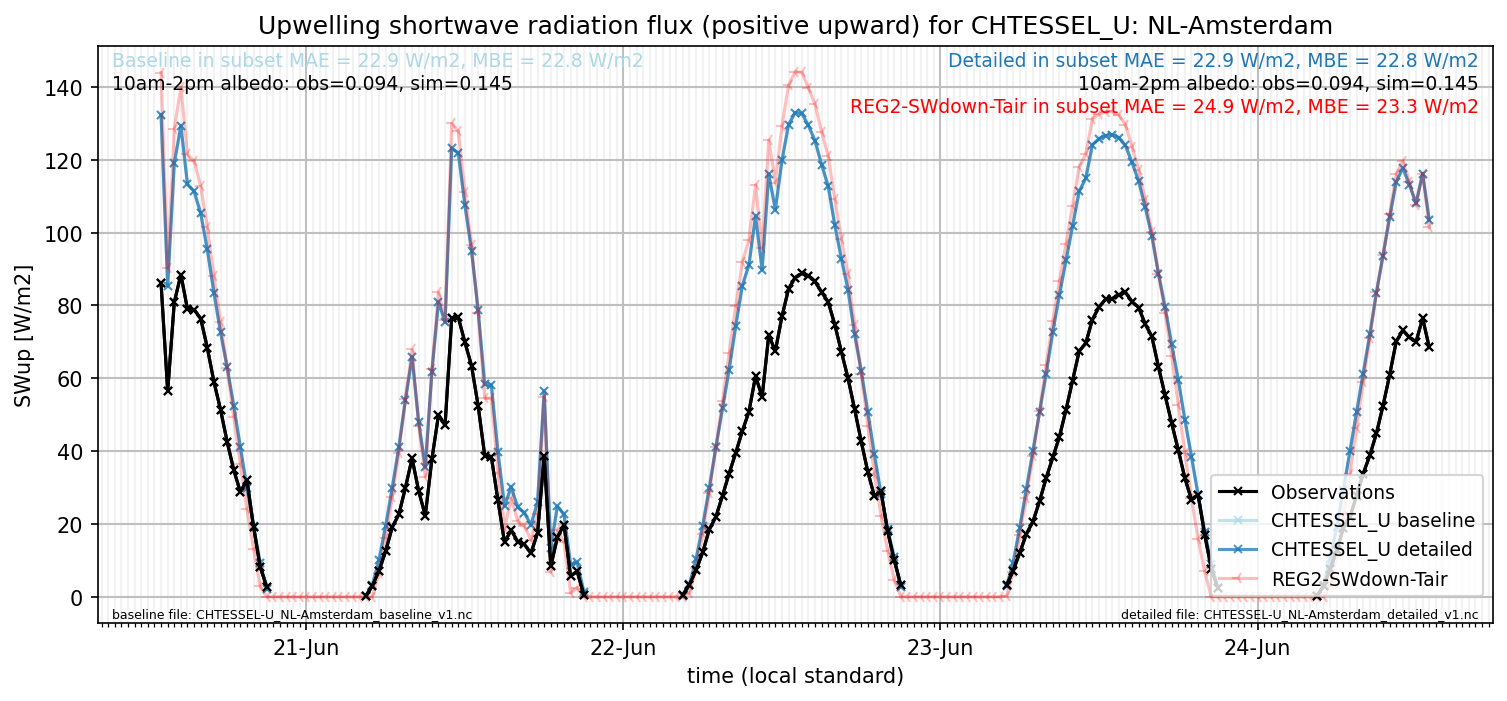 Upwelling shortwave radiation flux (positive upward) for CHTESSEL_U: NL-Amsterdam
Baseline in subset MAE = 22.9 W/m2, MBE = 22.8 W/m2
10am-2pm albedo: obs=0.094, sim=0.145
Detailed in subset MAE = 22.9 W/m2, MBE = 22.8 W/m2
10am-2pm albedo: obs=0.094, sim=0.145
REG2-SWdown-Tair in subset MAE = 24.9 W/m2, MBE = 23.3 W/m2
SWup [W/m2]
140
120
100
80
60
40
20
0
Observations
CHTESSEL_U baseline
CHTESSEL_U detailed
REG2-SWdown-Tair
baseline file: CHTESSEL-U_NL-Amsterdam_baseline_v1.nc
detailed file: CHTESSEL-U_NL-Amsterdam_detailed_v1.nc
21-Jun
22-Jun
23-Jun
24-Jun
time (local standard)